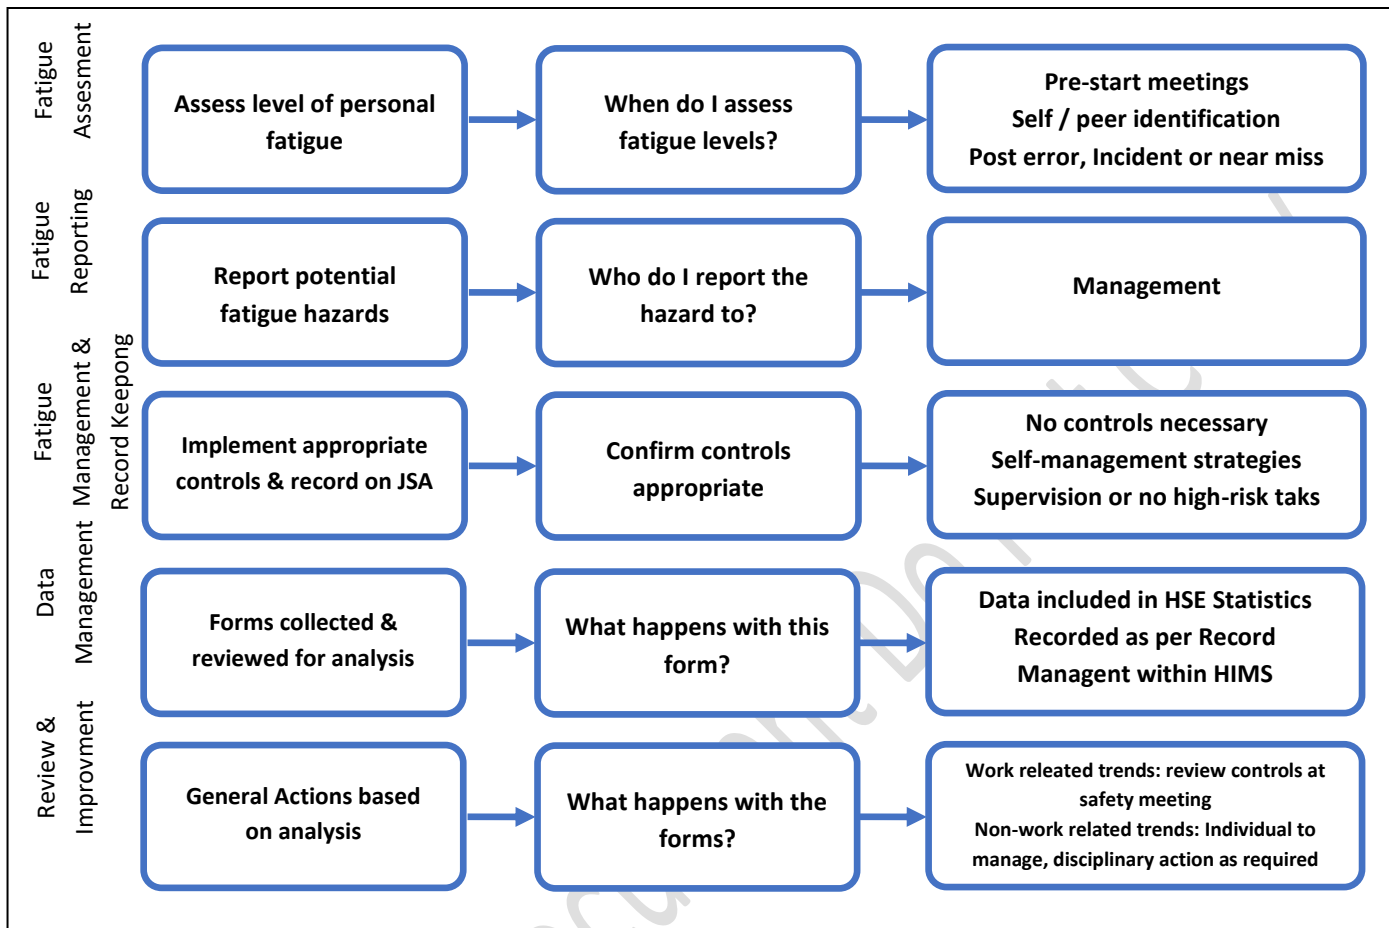 Fatigue
Assesment
Assess level of personal
fatigue
When do I assess
fatigue levels?
Pre-start meetings
Self / peer identification
Post error, Incident or near miss
Fatigue
Reporting
Report potential
fatigue hazards
Who do I report the
hazard to?
Management
Fatigue
Management &
Record Keepong
Implement appropriate
controls & record on JSA
Confirm controls
appropriate
No controls necessary
Self-management strategies
Supervision or no high-risk taks
Data
Management
Forms collected &
reviewed for analysis
What happens with this
form?
Data included in HSE Statistics
Recorded as per Record
Managent within HIMS
Review &
Improvment
General Actions based
on analysis
What happens with the
forms?
Work releated trends: review controls at
safety meeting
Non-work related trends: Individual to
manage, disciplinary action as required